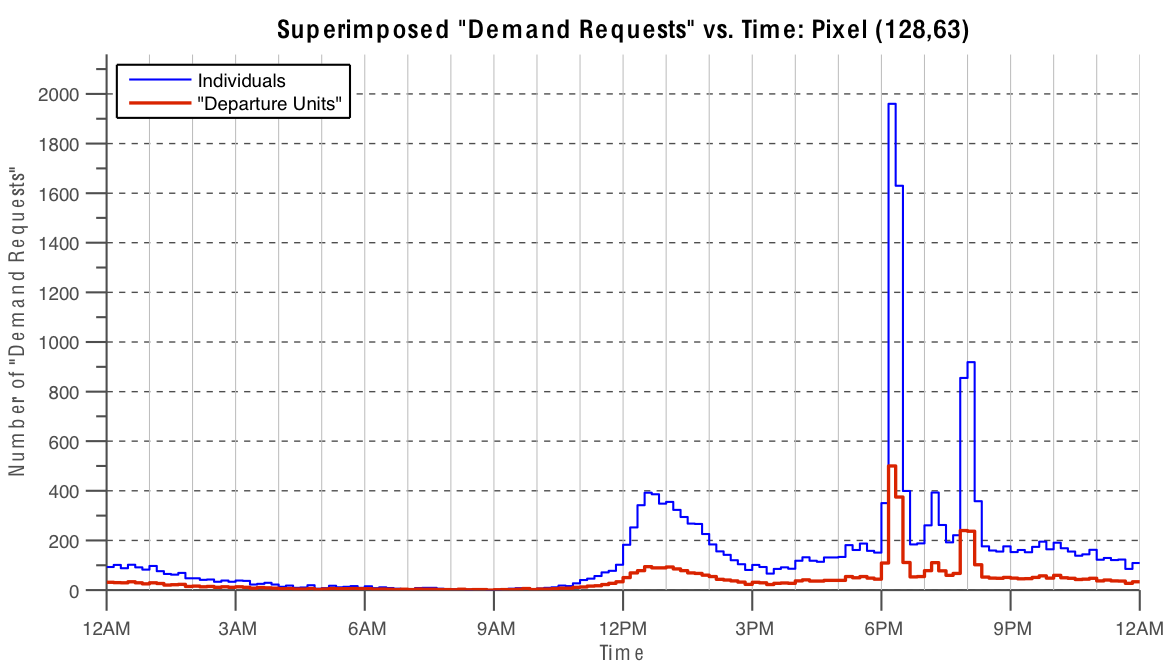 Superimposed "Demand Requests" vs. Time: Pixel (128,63)
Individuals
"Departure Units"
Number of "Demand Requests"
2000
1800
1600
1400
1200
1000
800
600
400
200
0
12AM 3AM 6AM 9AM 12PM 3PM 6PM 9PM 12AM
Time